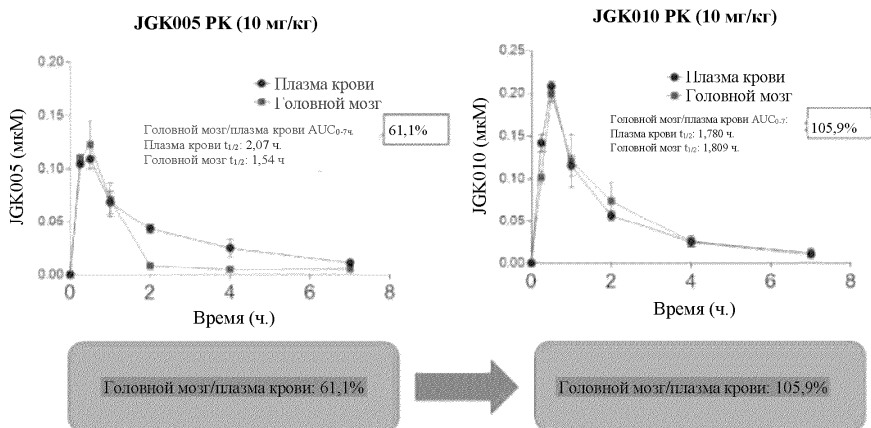 JGK005 PK (10 мг/кг)
JGK005 (мкМ)
0.20
0.15
0.10
0.05
0.00
Плазма крови
Головной мозг
Головной мозг/плазма крови AUC0-7ч.
61,1%
Плазма крови t1/2: 2,07 ч.
Головной мозг t1/2: 1,54 ч
0 2 4 6 8
Время (ч.)
JGK010 PK (10 мг/кг)
JGK010 (мкМ)
0.25
0.20
0.15
0.10
0.05
0.00
Плазма крови
Головной мозг
Головной мозг/плазма крови AUC0-7:
105,9%
Плазма крови t1/2: 1,780 ч.
Головной мозг t1/2: 1,809 ч.
0 2 4 6 8
Время (ч.)
Головной мозг/плазма крови: 61,1%
Головной мозг/плазма крови: 105,9%